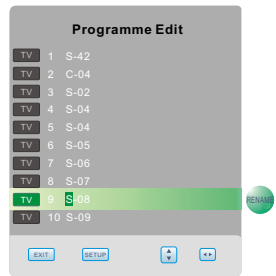 Programme Edit
TV 1 S-42
TV 2 C-04
TV 3 S-02
TV 4 S-04
TV 5 S-04
TV 6 S-05
TV 7 S-06
TV 8 S-07
TV 9 S-08
RENAME
TV 10 S-09
EXIT SETUP